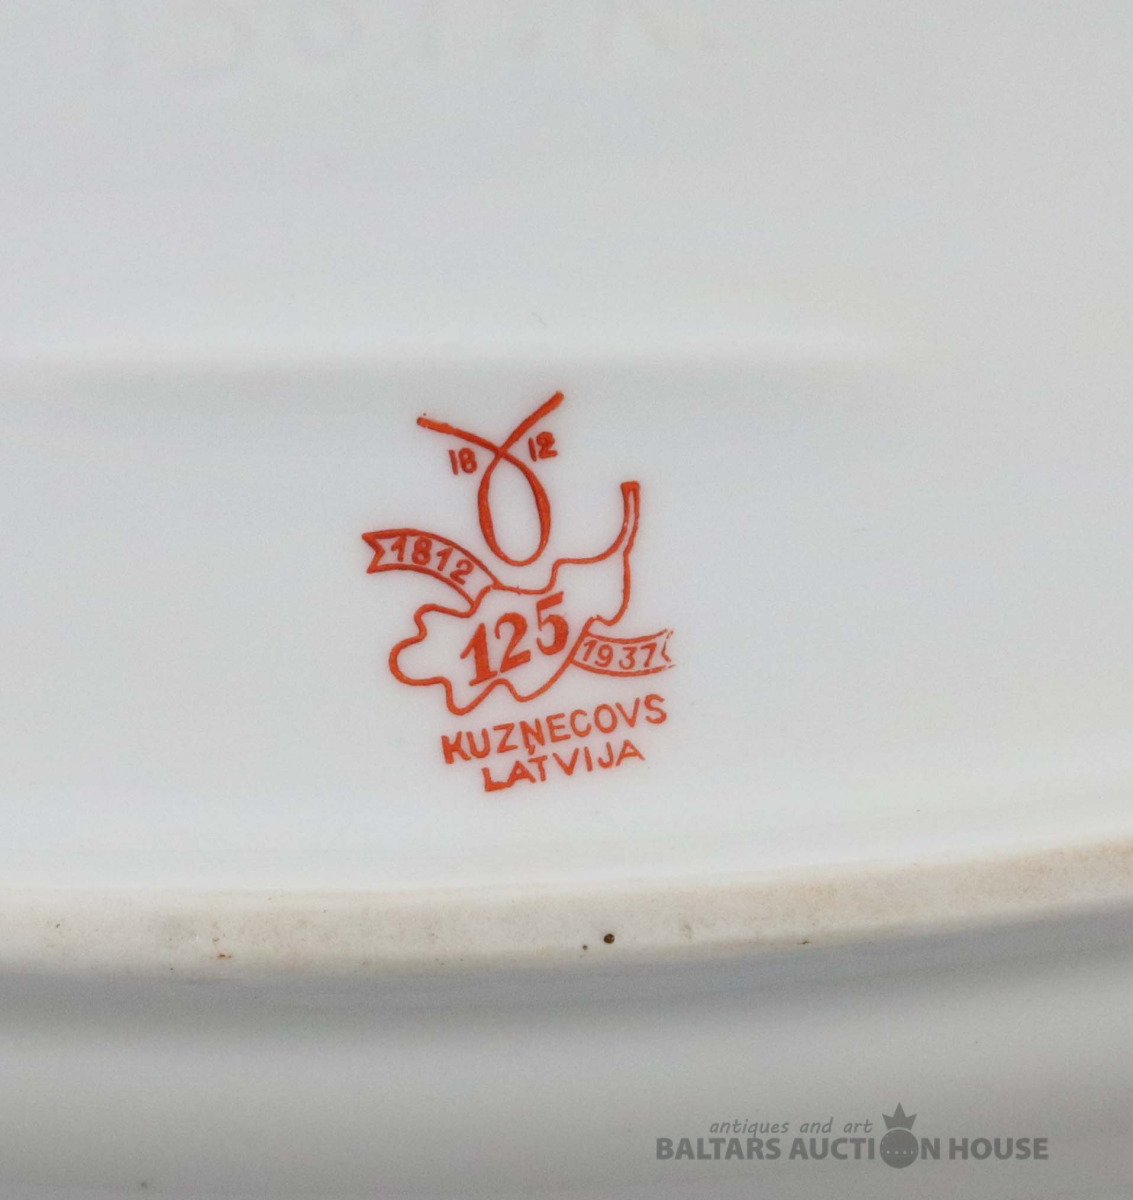 18 12
1812
125
1937
KUZŅECOVS
LATVIJA
antiques and art
BALTARS AUCTION HOUSE